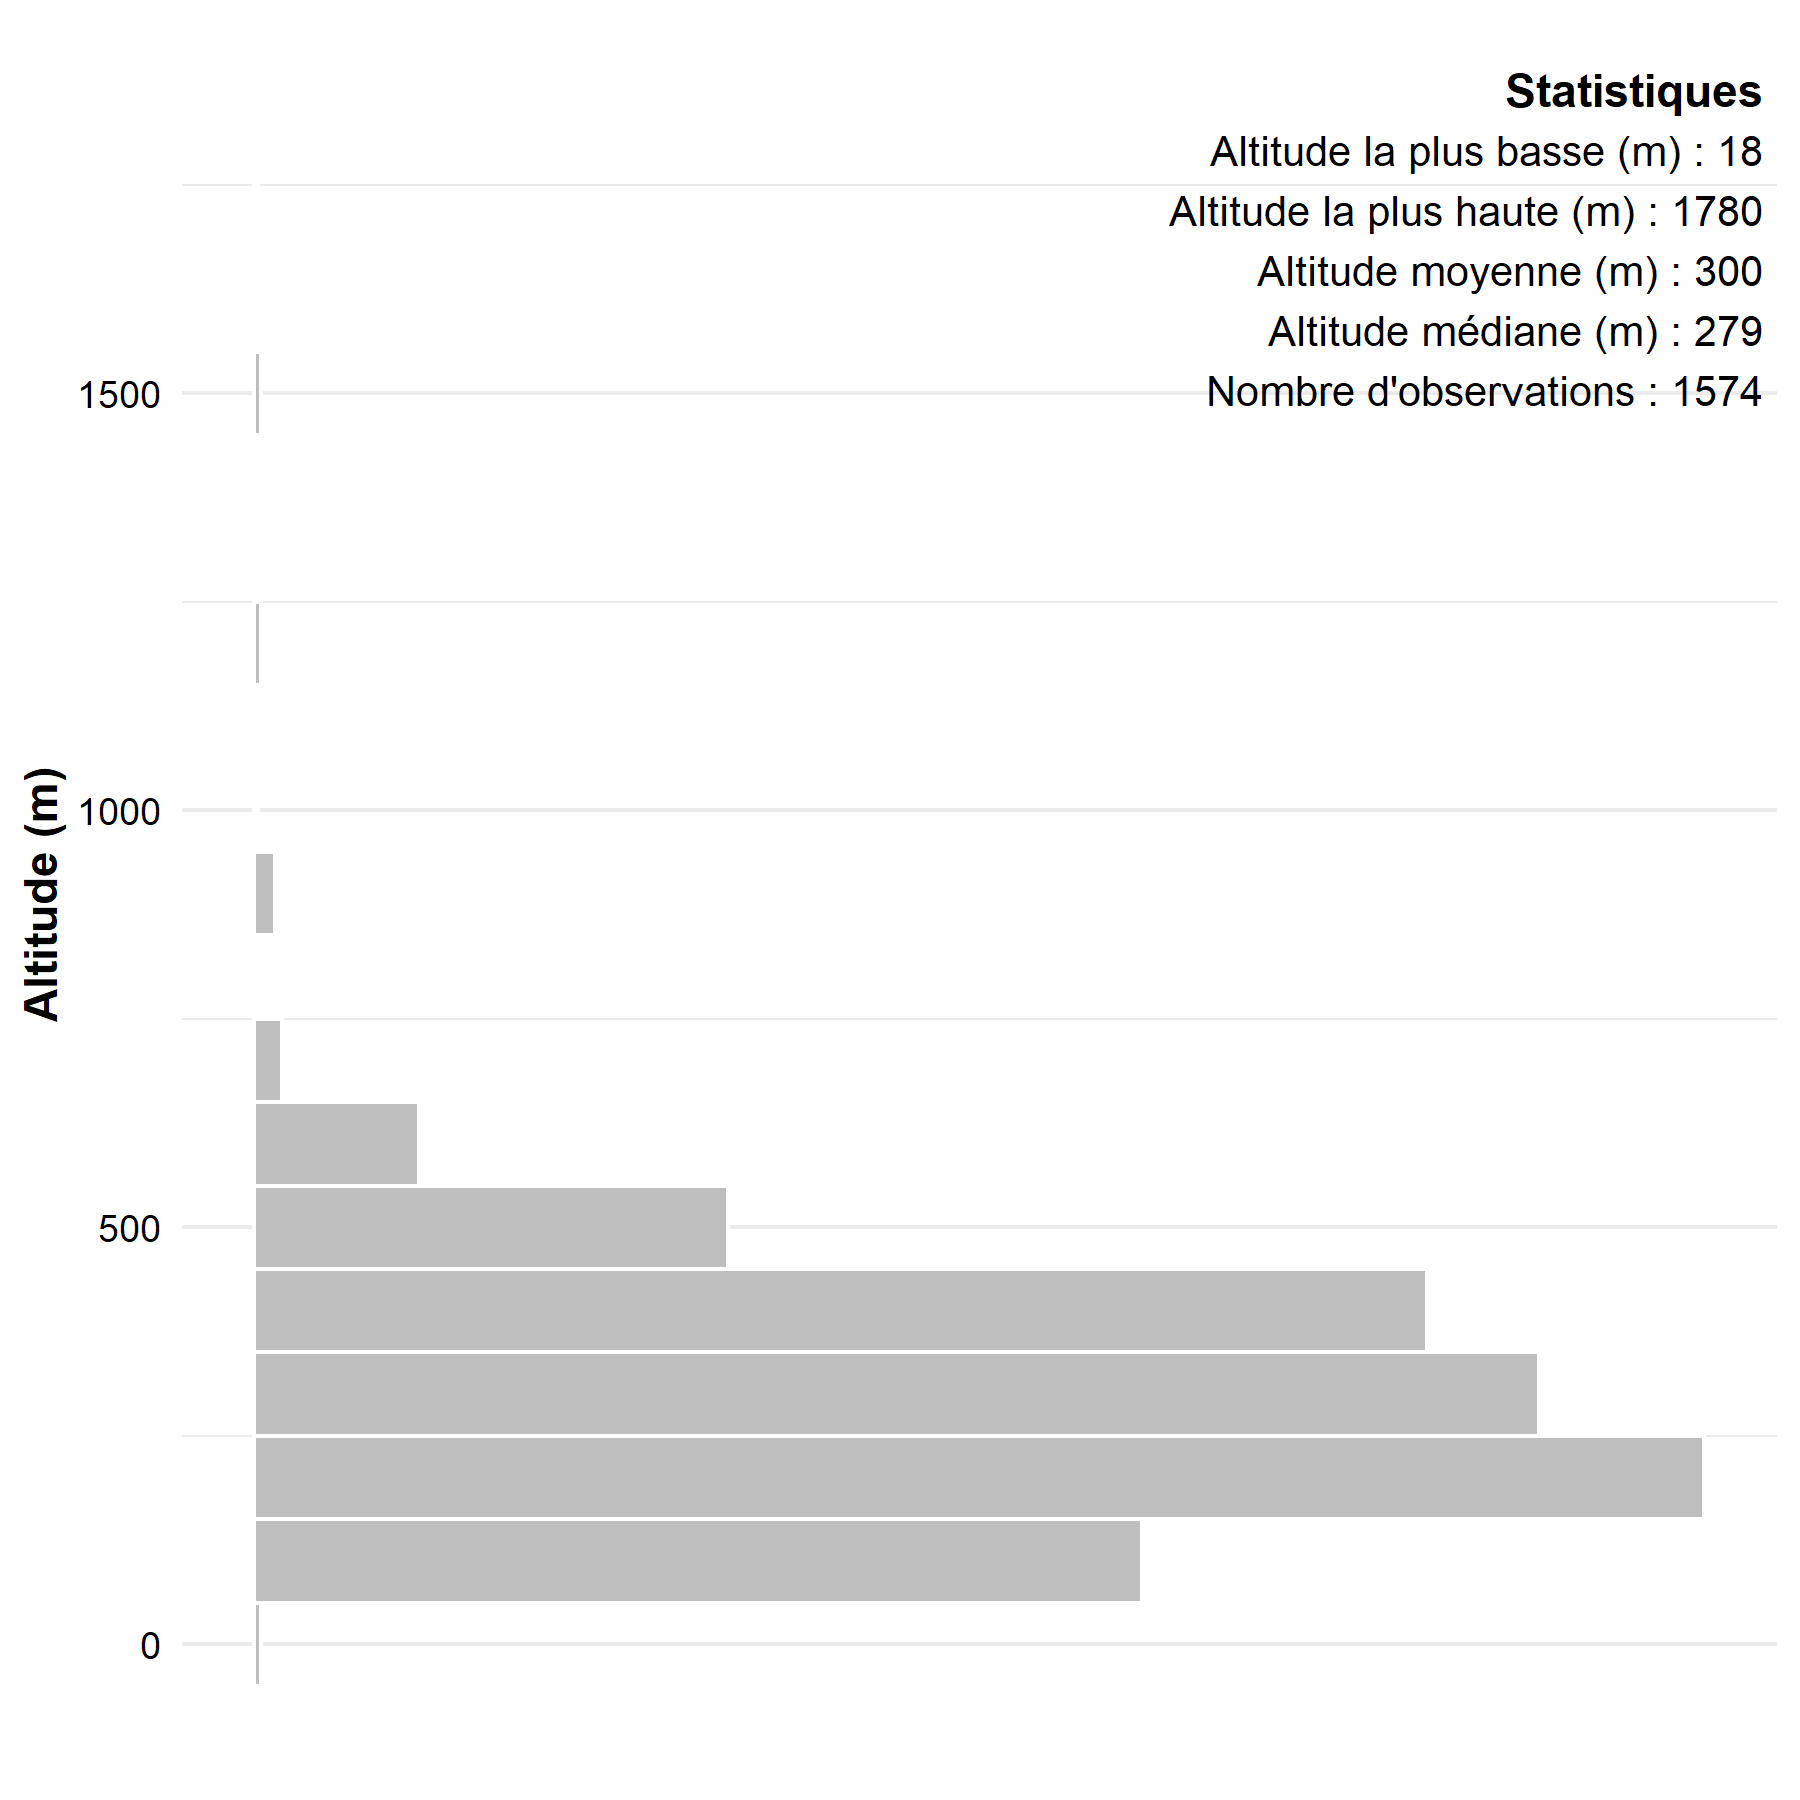 Statistiques
Altitude la plus basse (m) : 18
Altitude la plus haute (m) : 1780
Altitude moyenne (m) : 300
Altitude médiane (m) : 279
Nombre d'observations : 1574
1500
1000
500
0
Altitude (m)